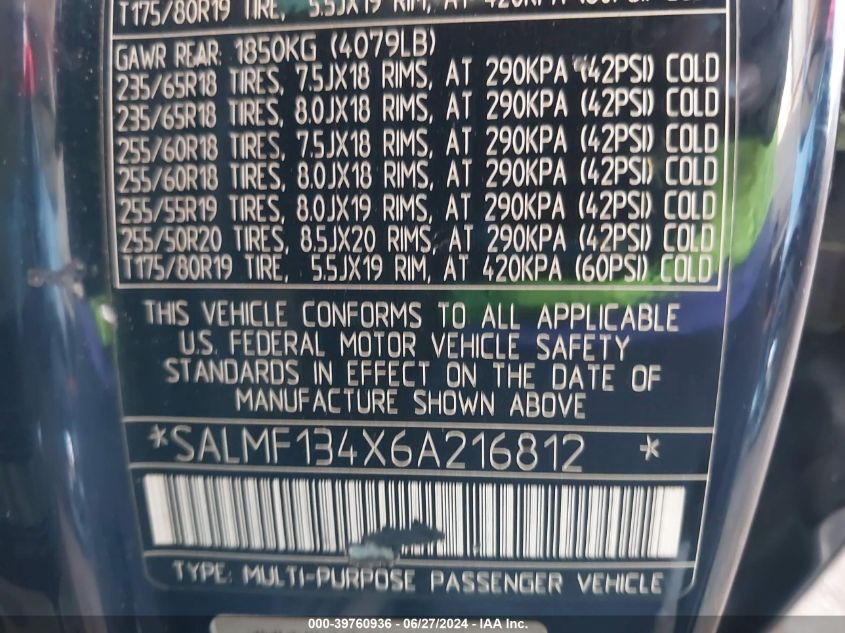 T175/80R19 TIRE, 5.5JX19 RIM, AT 420KPA (60PSI) COLD
GAWR REAR: 1850KG (4079LB)
235/65R18 TIRES, 7.5JX18 RIMS, AT 290KPA (42PSI) COLD
235/65R18 TIRES, 8.0JX18 RIMS, AT 290KPA (42PSI) COLD
255/60R18 TIRES, 7.5JX18 RIMS, AT 290KPA (42PSI) COLD
255/60R18 TIRES, 8.0JX18 RIMS, AT 290KPA (42PSI) COLD
255/55R19 TIRES, 8.0JX19 RIMS, AT 290KPA (42PSI) COLD
255/50R20 TIRES, 8.5JX20 RIMS, AT 290KPA (42PSI) COLD
T175/80R19 TIRE, 5.5JX19 RIM, AT 420KPA (60PSI) COLD
THIS VEHICLE CONFORMS TO ALL APPLICABLE
U.S. FEDERAL MOTOR VEHICLE SAFETY
STANDARDS IN EFFECT ON THE DATE OF
MANUFACTURE SHOWN ABOVE
*SALMF134X6A216812 *
TYPE: MULTI-PURPOSE PASSENGER VEHICLE
000-39760936 - 06/27/2024 - IAA Inc.